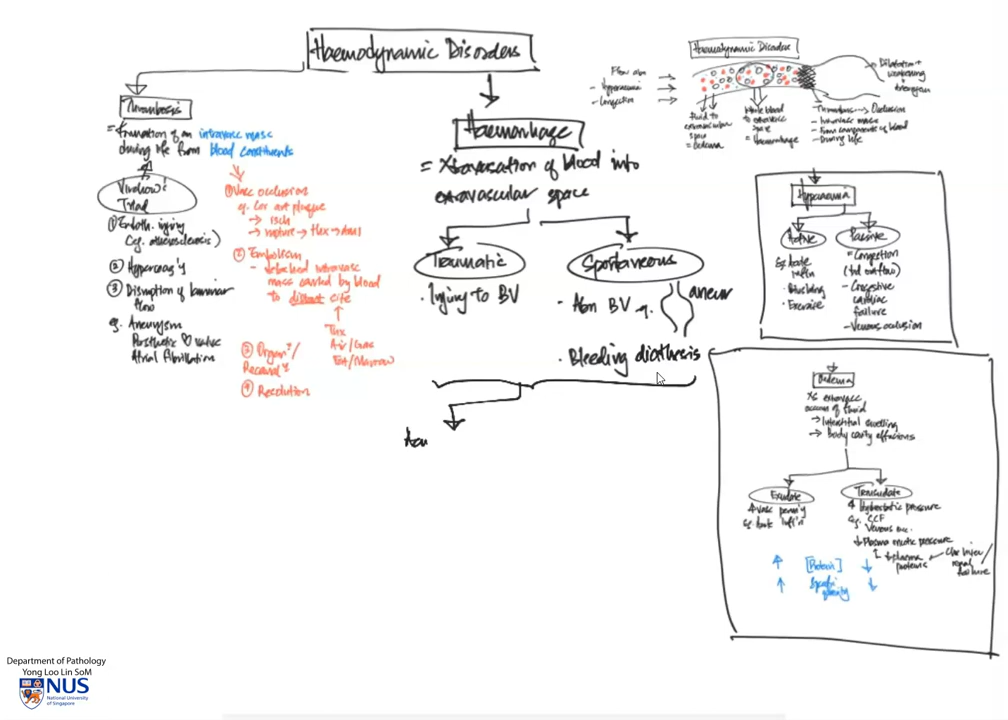 Haemodynamic Disorders
Thrombosis
= Formation of an intravasc mass
during life from blood constituents
Virchow's
Triad
① Endoth. injury
(eg. atherosclerosis)
② Hypercoag'y
③ Disruption of laminar
flow
eg. Aneurysm
Prosthetic ♡ valve
Atrial fibrillation
① Vasc occlusion
eg. Cor art plaque
→ isch
→ rupture → thx →
② Embolism
- detached intravasc
mass carried by blood
to distant site
↑
Thx
Air/Gas
Fat/Marrow
③ Organ'/
Recanal'
④ Resolution
Haemorrhage
= Xtravasation of blood into
extravascular space
Traumatic
· Injury to BV
Spontaneous
· Abn BV eg. aneur
· Bleeding diathesis
Haemodynamic Disorders
Flow abn
- Hyperaemia
- Congestion
Fluid to
extravascular
space
= Oedema
Whole blood
to extravasc
space
= Haemorrhage
Thrombus → Occlusion
- Intravasc mass
- From components of blood
- During life
Dilatation +
weakening
Aneurysm
Hyperaemia
Active
Eg. Acute
inflm
· Blushing
· Exercise
Passive
= Congestion
(↓d outflow)
- Congestive
cardiac
failure
- Venous occlusion
Oedema
Xs extravasc
accum of fluid
→ Interstitial swelling
→ Body cavity effusions
Exudate
↑ Vasc perm'y
Eg. Acute infl'n
Transudate
↑ Hydrostatic pressure
eg. CCF
Venous occ.
↓ Plasma oncotic pressure
↓ plasma
proteins
Chr liver/
renal
failure
↑ [Protein] ↓
↑ Specific
gravity ↓
Department of Pathology
Yong Loo Lin SoM
NUS
National University
of Singapore